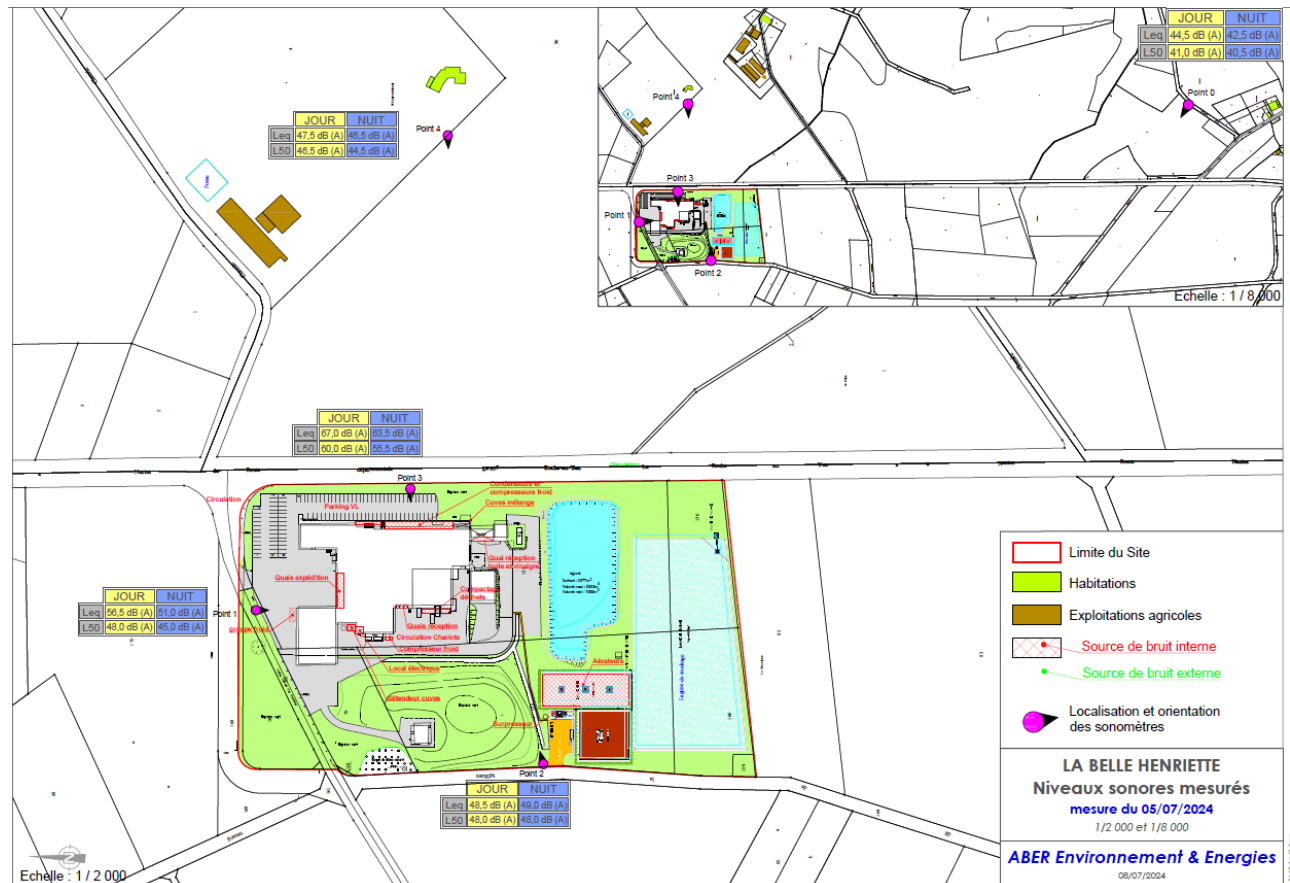 JOUR NUIT
Leq 44,5 dB (A) 42,5 dB (A)
L50 41,0 dB (A) 40,5 dB (A)
Point 4
Point 0
Point 3
Point 1
Point 2
Echelle : 1 / 8 000
JOUR NUIT
Leq 47,5 dB (A) 45,5 dB (A)
L50 46,5 dB (A) 44,5 dB (A)
Point 4
JOUR NUIT
Leq 67,0 dB (A) 63,5 dB (A)
L50 60,0 dB (A) 55,5 dB (A)
Point 3
Circulation
Parking VL
Condenseurs et
compresseurs froid
Cuves mélange
Quai réception
huile et vinaigre
Quais expédition
Compacteur
déchets
JOUR NUIT
Leq 56,5 dB (A) 51,0 dB (A)
L50 48,0 dB (A) 45,0 dB (A)
Point 1
groupe froid
Quais réception
Circulation Chariots
Compresseur froid
Local électrique
détendeur cuves
Aérateurs
Surpresseur
Point 2
JOUR NUIT
Leq 48,5 dB (A) 49,0 dB (A)
L50 48,0 dB (A) 48,0 dB (A)
Limite du Site
Habitations
Exploitations agricoles
Source de bruit interne
Source de bruit externe
Localisation et orientation
des sonomètres
LA BELLE HENRIETTE
Niveaux sonores mesurés
mesure du 05/07/2024
1/2 000 et 1/8 000
ABER Environnement & Energies
08/07/2024
Echelle : 1 / 2 000